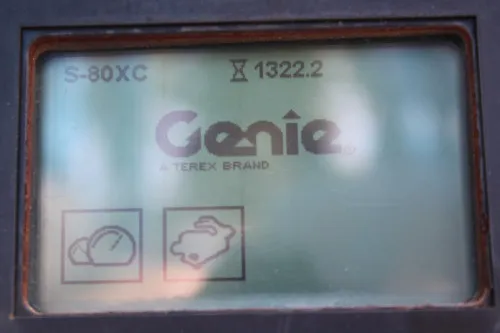 S-80XC 1322.2
Genie
A TEREX BRAND